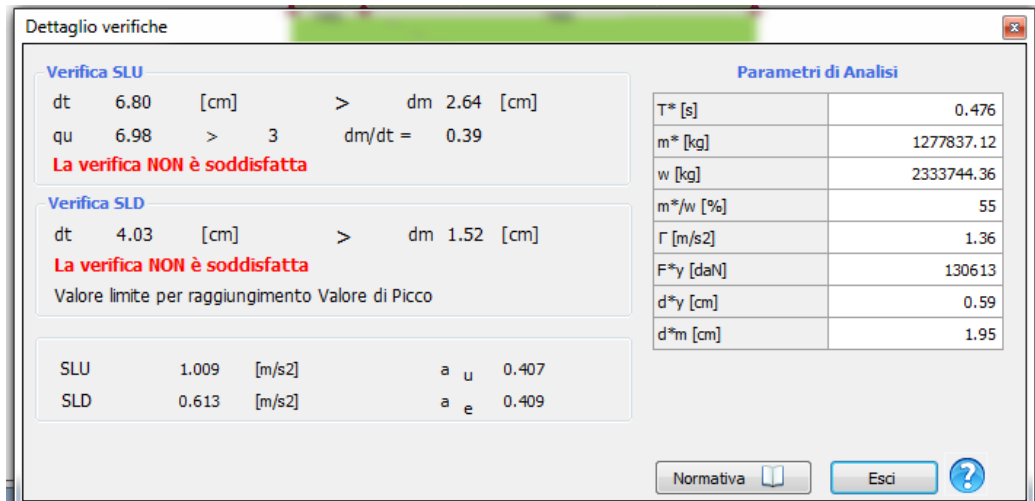 Dettaglio verifiche
Verifica SLU
dt 6.80 [cm] > dm 2.64 [cm]
qu 6.98 > 3 dm/dt = 0.39
La verifica NON è soddisfatta
Verifica SLD
dt 4.03 [cm] > dm 1.52 [cm]
La verifica NON è soddisfatta
Valore limite per raggiungimento Valore di Picco
SLU 1.009 [m/s2] a u 0.407
SLD 0.613 [m/s2] a e 0.409
Parametri di Analisi
T* [s] 0.476
m* [kg] 1277837.12
w [kg] 2333744.36
m*/w [%] 55
Γ [m/s2] 1.36
F*y [daN] 130613
d*y [cm] 0.59
d*m [cm] 1.95
Normativa Esci ?